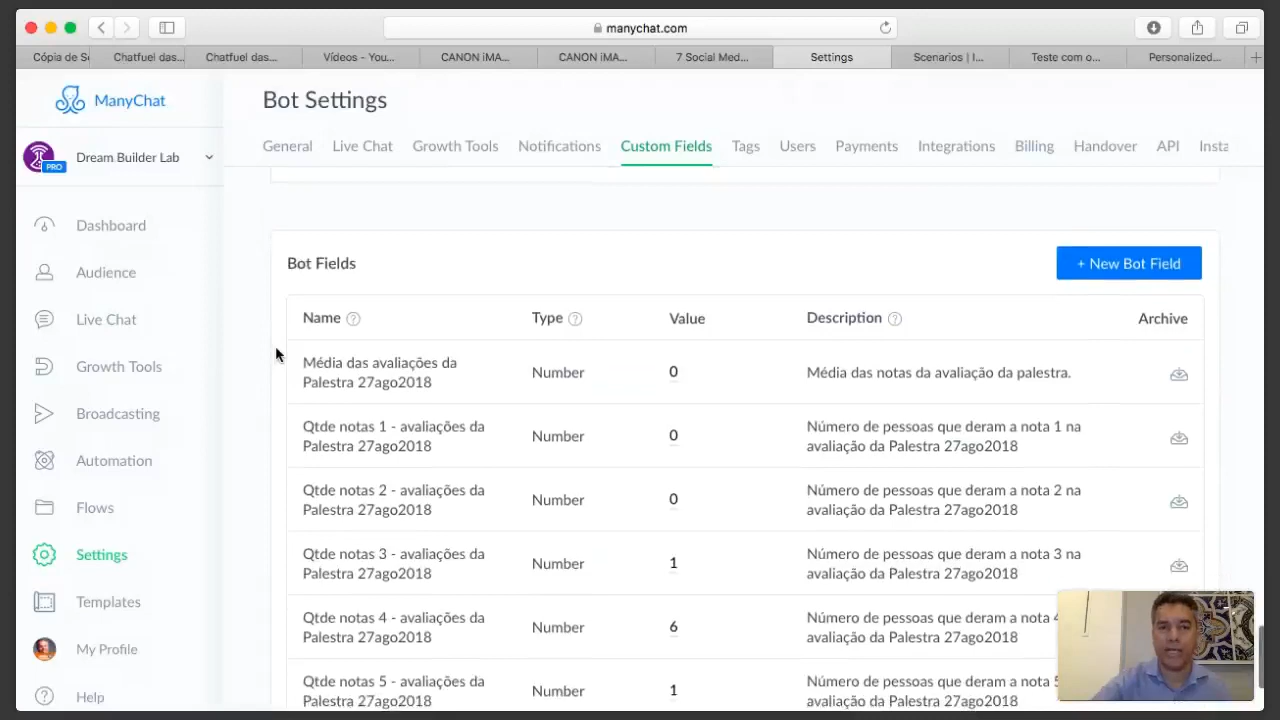 manychat.com
Cópia de Se
Chatfuel das...
Chatfuel das...
Vídeos - You...
CANON iMA...
CANON iMA...
7 Social Med...
Settings
Scenarios | I...
Teste com o...
Personalized...
ManyChat
Bot Settings
Dream Builder Lab
PRO
General
Live Chat
Growth Tools
Notifications
Custom Fields
Tags
Users
Payments
Integrations
Billing
Handover
API
Insta
Dashboard
Audience
Live Chat
Growth Tools
Broadcasting
Automation
Flows
Settings
Templates
My Profile
Help
Bot Fields
+ New Bot Field
Name
Type
Value
Description
Archive
Média das avaliações da
Palestra 27ago2018
Number
0
Média das notas da avaliação da palestra.
Qtde notas 1 - avaliações da
Palestra 27ago2018
Number
0
Número de pessoas que deram a nota 1 na
avaliação da Palestra 27ago2018
Qtde notas 2 - avaliações da
Palestra 27ago2018
Number
0
Número de pessoas que deram a nota 2 na
avaliação da Palestra 27ago2018
Qtde notas 3 - avaliações da
Palestra 27ago2018
Number
1
Número de pessoas que deram a nota 3 na
avaliação da Palestra 27ago2018
Qtde notas 4 - avaliações da
Palestra 27ago2018
Number
6
Número de pessoas que deram a nota 4
avaliação da Palestra 27ago2018
Qtde notas 5 - avaliações da
Palestra 27ago2018
Number
1
Número de pessoas que deram a nota 5
avaliação da Palestra 27ago2018